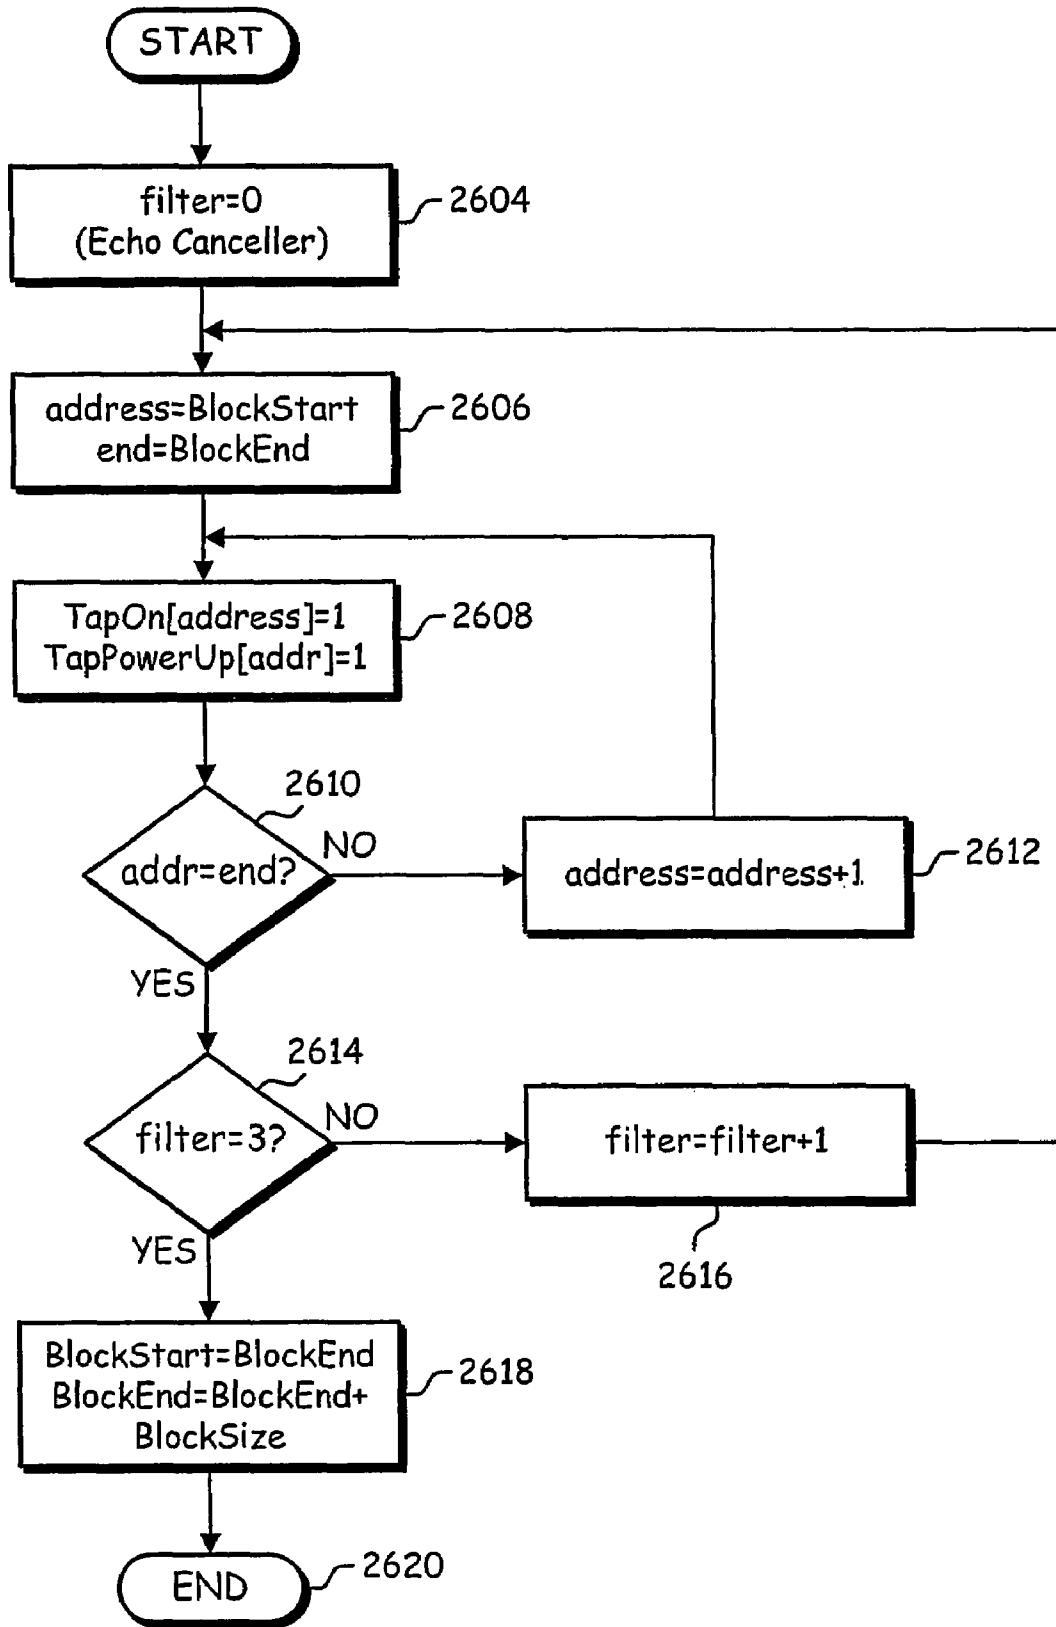 START
filter=0
(Echo Canceller)
2604
address=BlockStart
end=BlockEnd
2606
TapOn[address]=1
TapPowerUp[addr]=1
2608
2610
addr=end?
NO
YES
address=address+1
2612
2614
filter=3?
NO
YES
filter=filter+1
2616
BlockStart=BlockEnd
BlockEnd=BlockEnd+
BlockSize
2618
END
2620